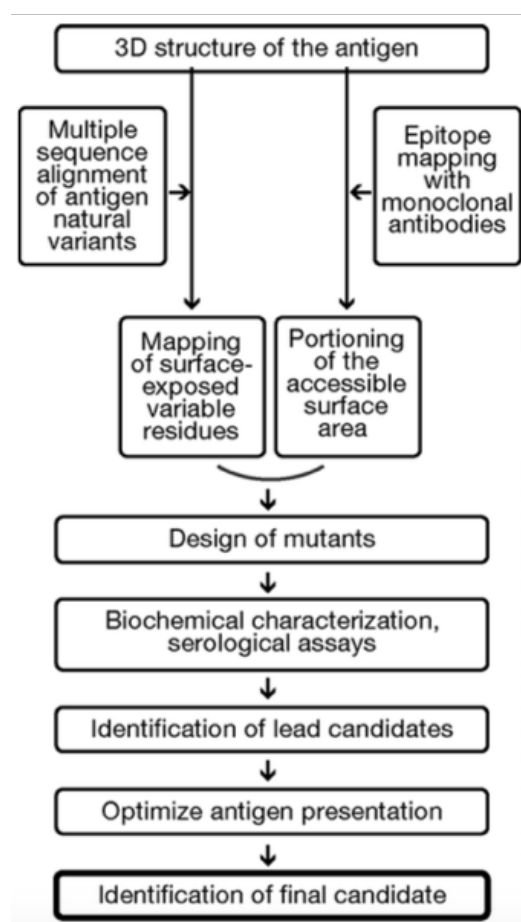 3D structure of the antigen
Multiple
sequence
alignment
of antigen
natural
variants
Epitope
mapping
with
monoclonal
antibodies
Mapping
of surface-
exposed
variable
residues
Portioning
of the
accessible
surface
area
Design of mutants
Biochemical characterization,
serological assays
Identification of lead candidates
Optimize antigen presentation
Identification of final candidate